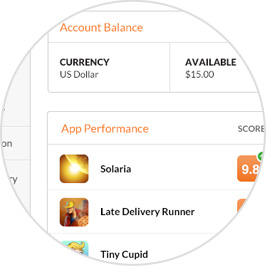 Account Balance
CURRENCY AVAILABLE
US Dollar $15.00
App Performance SCORE
on
Solaria 9.8
ry
Late Delivery Runner
Tiny Cupid